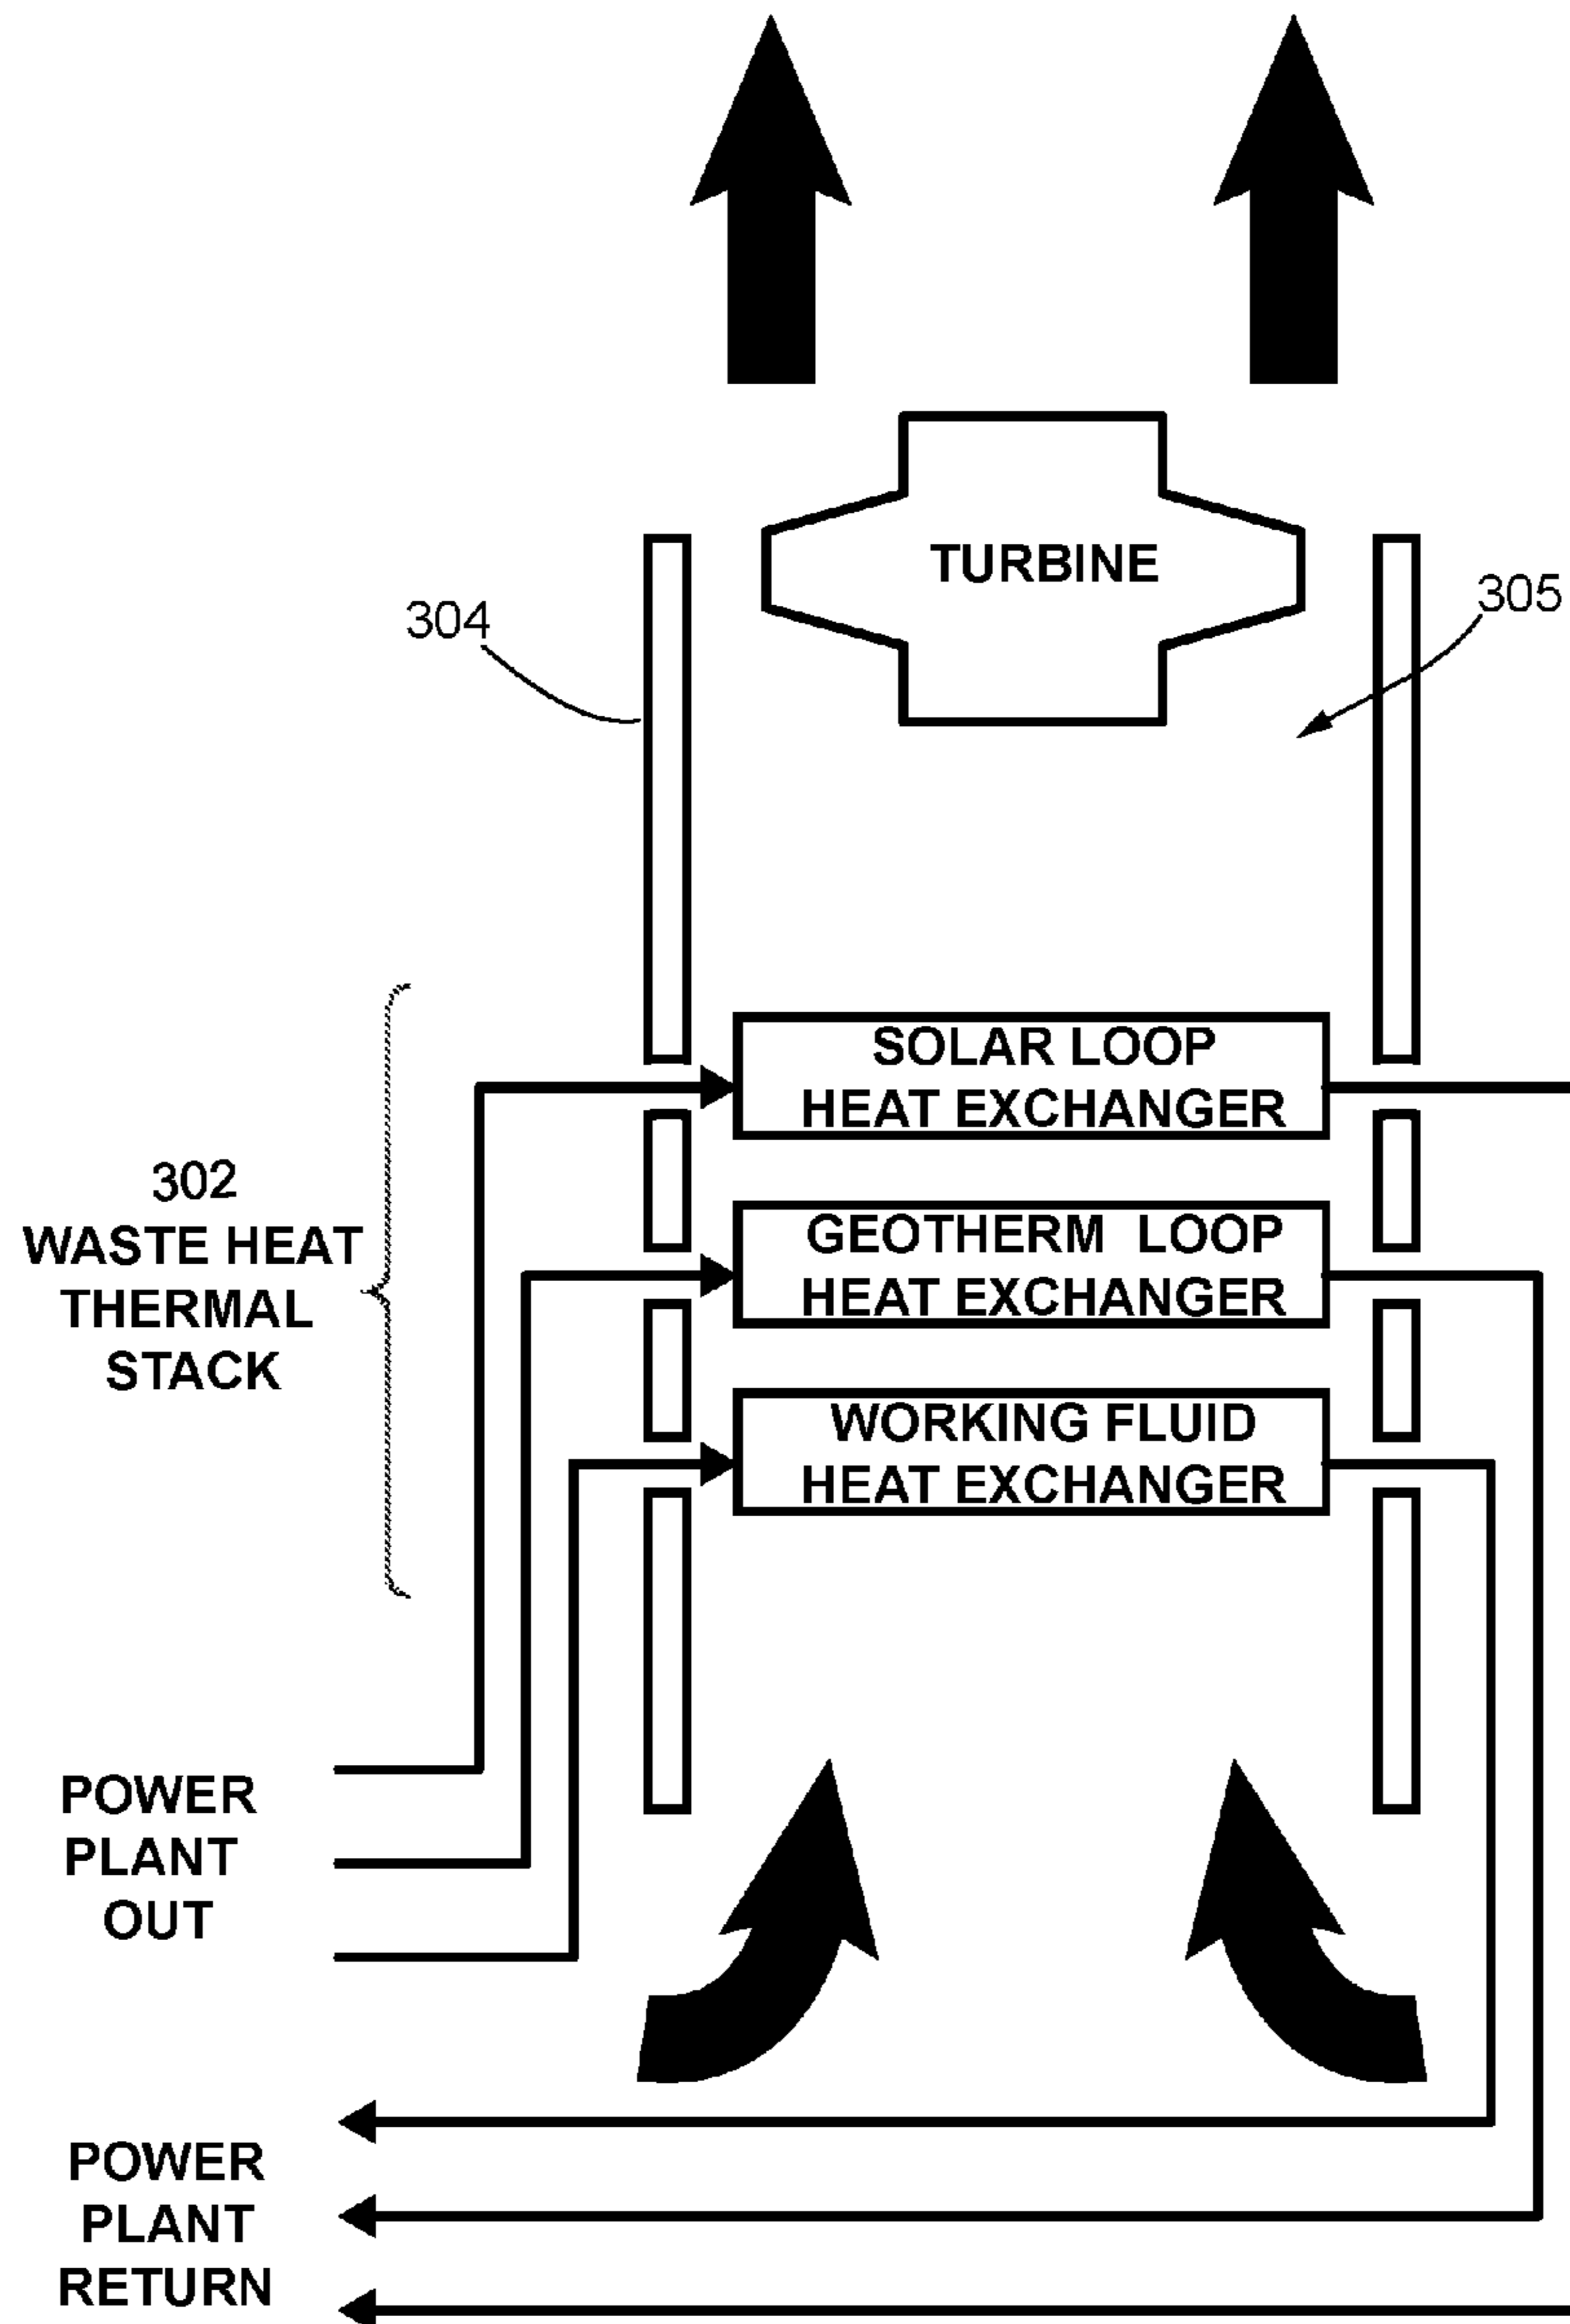 TURBINE
304
305
SOLAR LOOP
HEAT EXCHANGER
302
WASTE HEAT
THERMAL
STACK
GEOTHERM LOOP
HEAT EXCHANGER
WORKING FLUID
HEAT EXCHANGER
POWER
PLANT
OUT
POWER
PLANT
RETURN